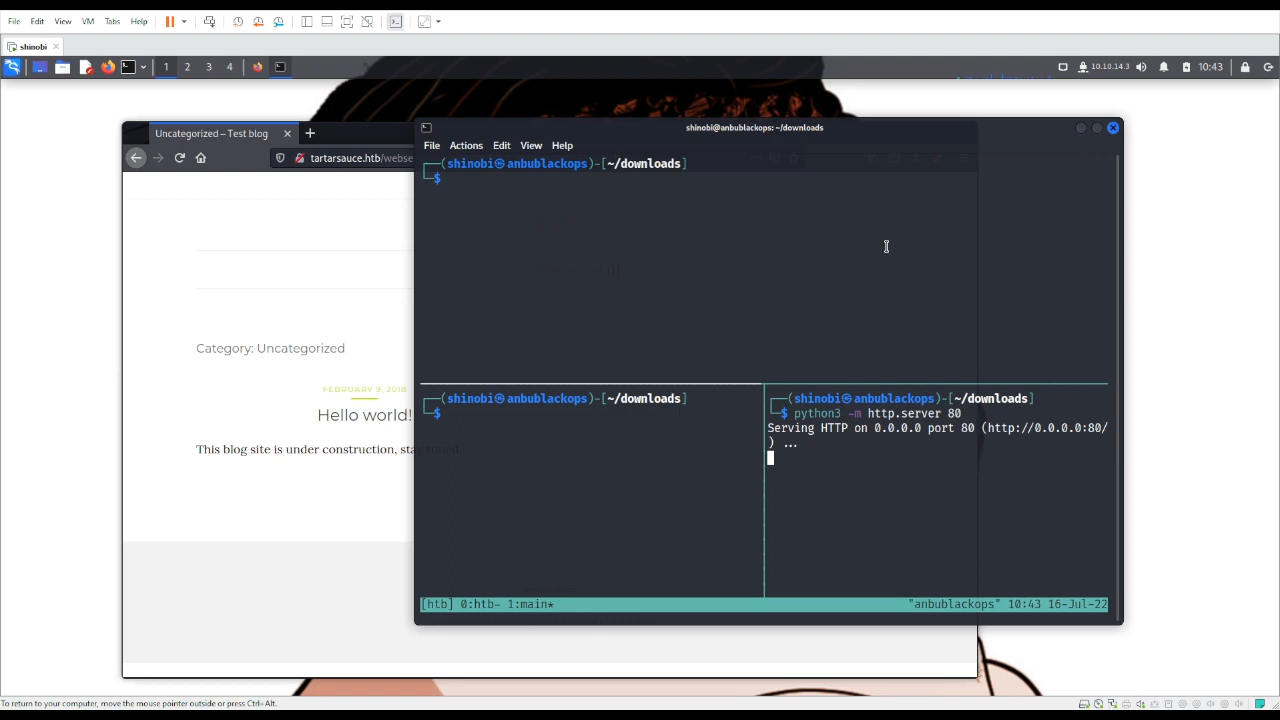 File Edit View VM Tabs Help
shinobi
1 2 3 4 10.10.14.3 10:43
Uncategorized – Test blog
tartarsauce.htb/webse
Category: Uncategorized
FEBRUARY 9, 2018
Hello world!
This blog site is under construction, stay tuned
shinobi@anbublackops: ~/downloads
File Actions Edit View Help
┌──(shinobi㉿anbublackops)-[~/downloads]
└─$
┌──(shinobi㉿anbublackops)-[~/downloads]
└─$
┌──(shinobi㉿anbublackops)-[~/downloads]
└─$ python3 -m http.server 80
Serving HTTP on 0.0.0.0 port 80 (http://0.0.0.0:80/
) ...
[htb] 0:htb- 1:main* "anbublackops" 10:43 16-Jul-22
To return to your computer, move the mouse pointer outside or press Ctrl+Alt.